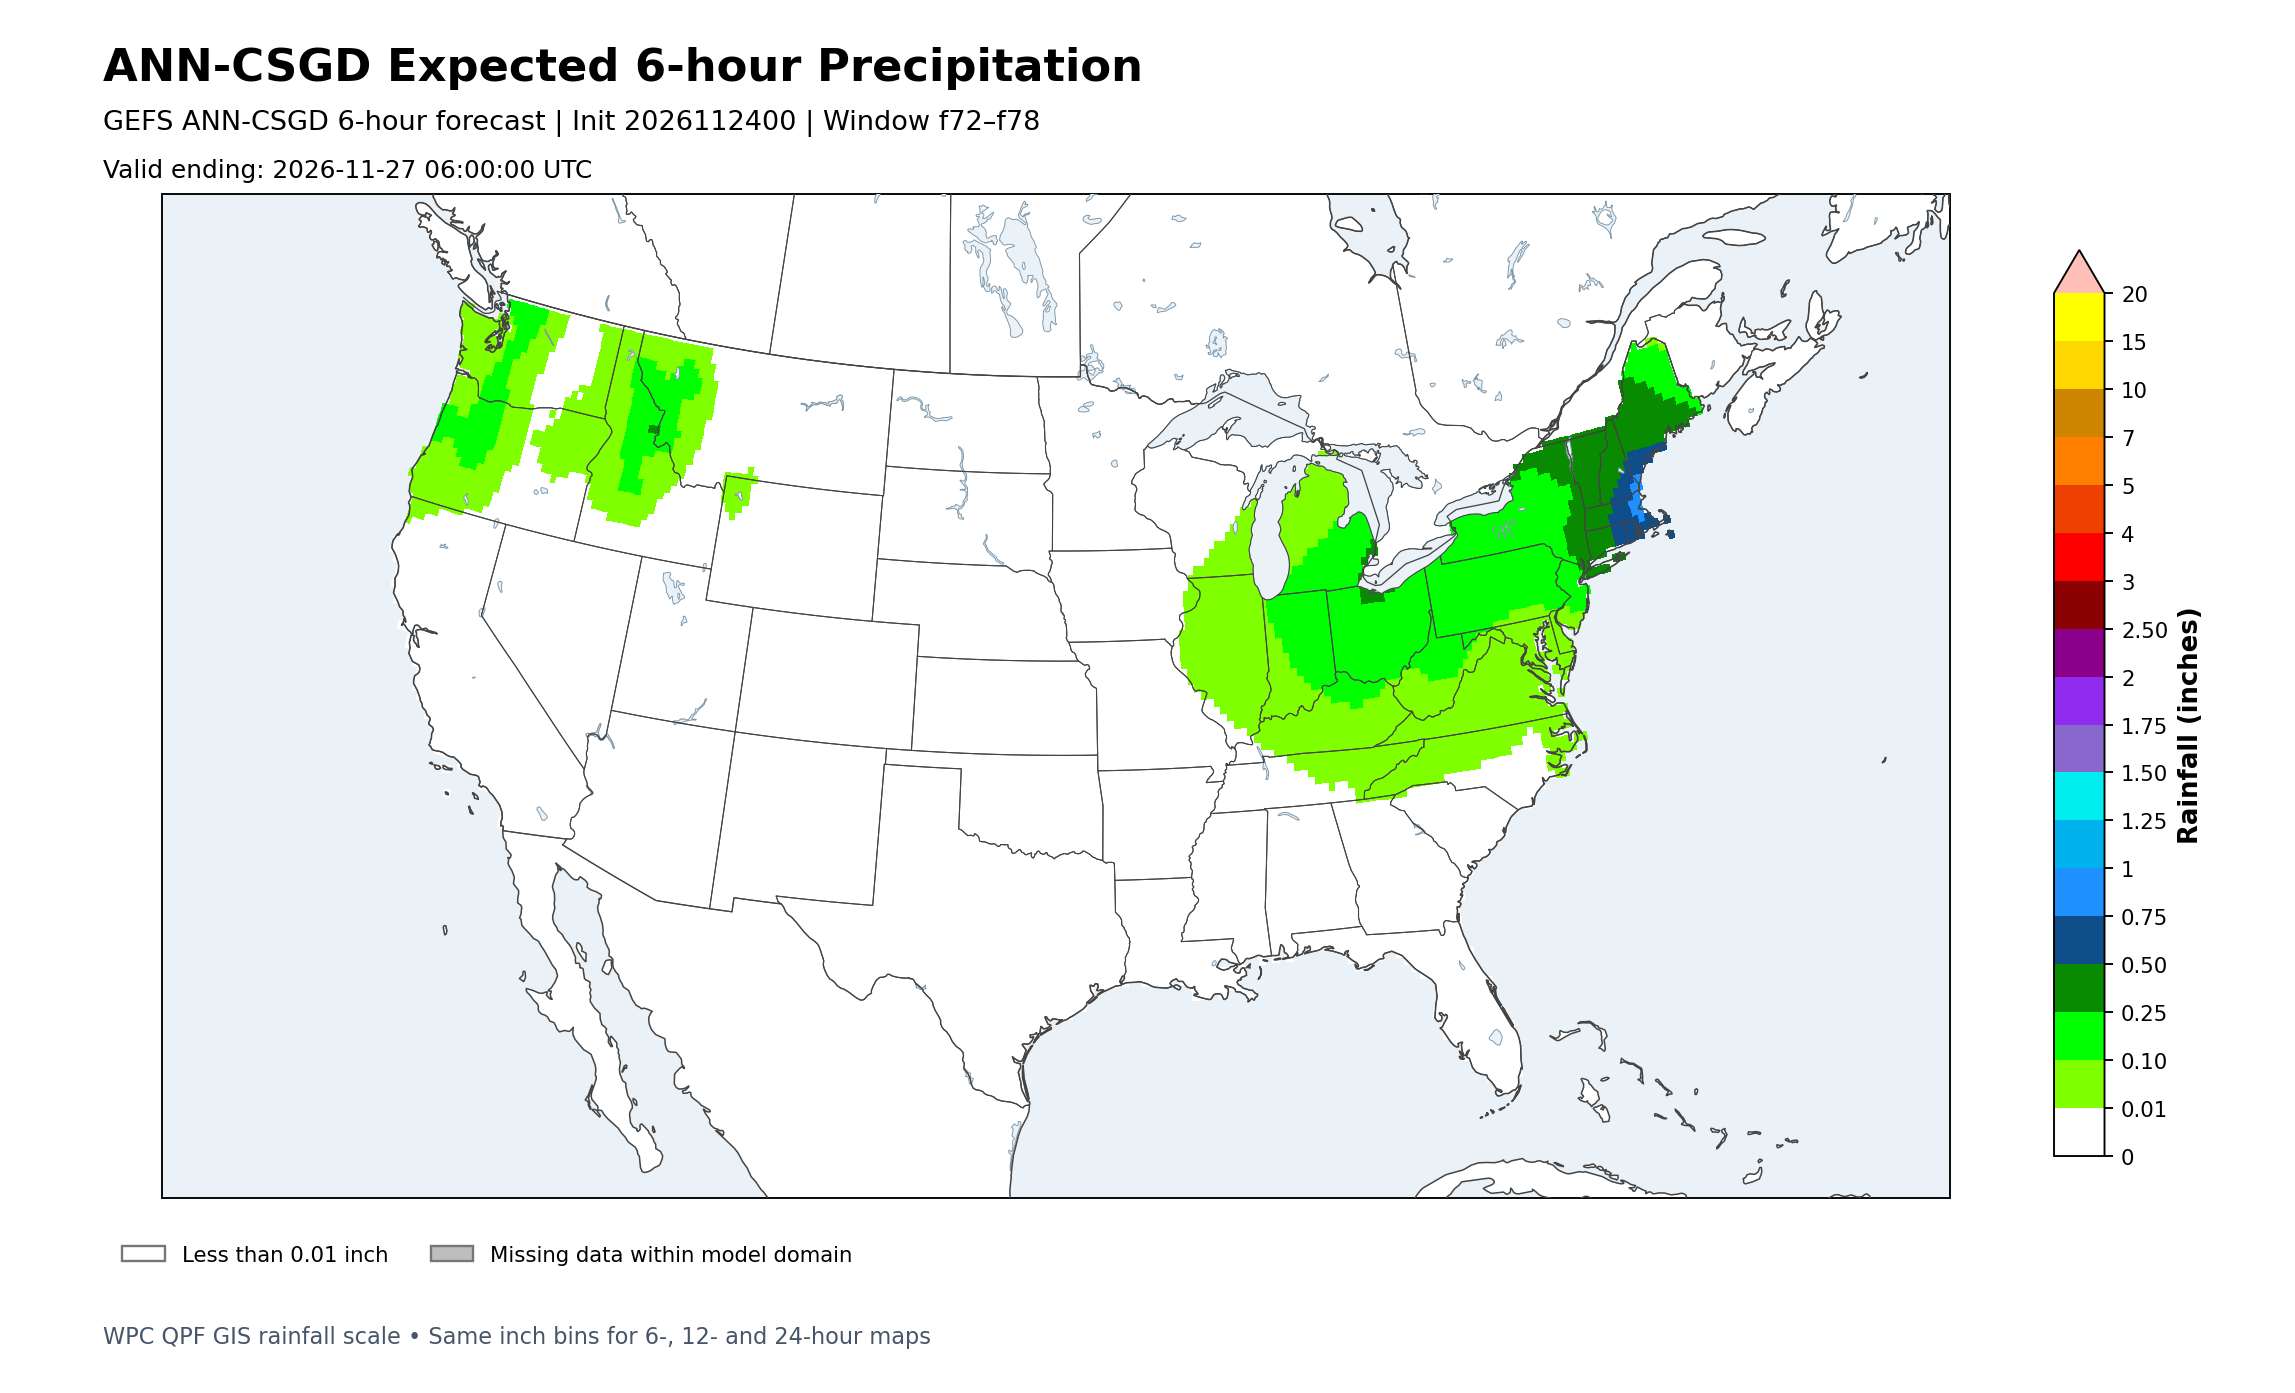 ANN-CSGD Expected 6-hour Precipitation
GEFS ANN-CSGD 6-hour forecast | Init 2026112400 | Window f72–f78
Valid ending: 2026-11-27 06:00:00 UTC
20
15
10
7
5
4
3
2.50
2
1.75
1.50
1.25
1
0.75
0.50
0.25
0.10
0.01
0
Rainfall (inches)
Less than 0.01 inch
Missing data within model domain
WPC QPF GIS rainfall scale • Same inch bins for 6-, 12- and 24-hour maps